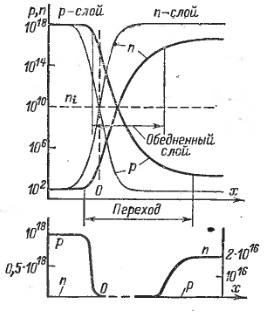 p,n p-слой n-слой
10¹⁸
n
10¹⁴
10¹⁰ nᵢ
Обедненный
слой
10⁶
p
10²
0 x
Переход
10¹⁸ p n 2·10¹⁶
0,5·10¹⁸ 10¹⁶
n 0 p x